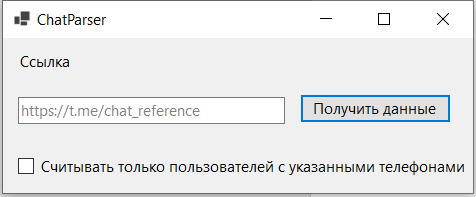 ChatParser
Ссылка
https://t.me/chat_reference
Получить данные
Считывать только пользователей с указанными телефонами